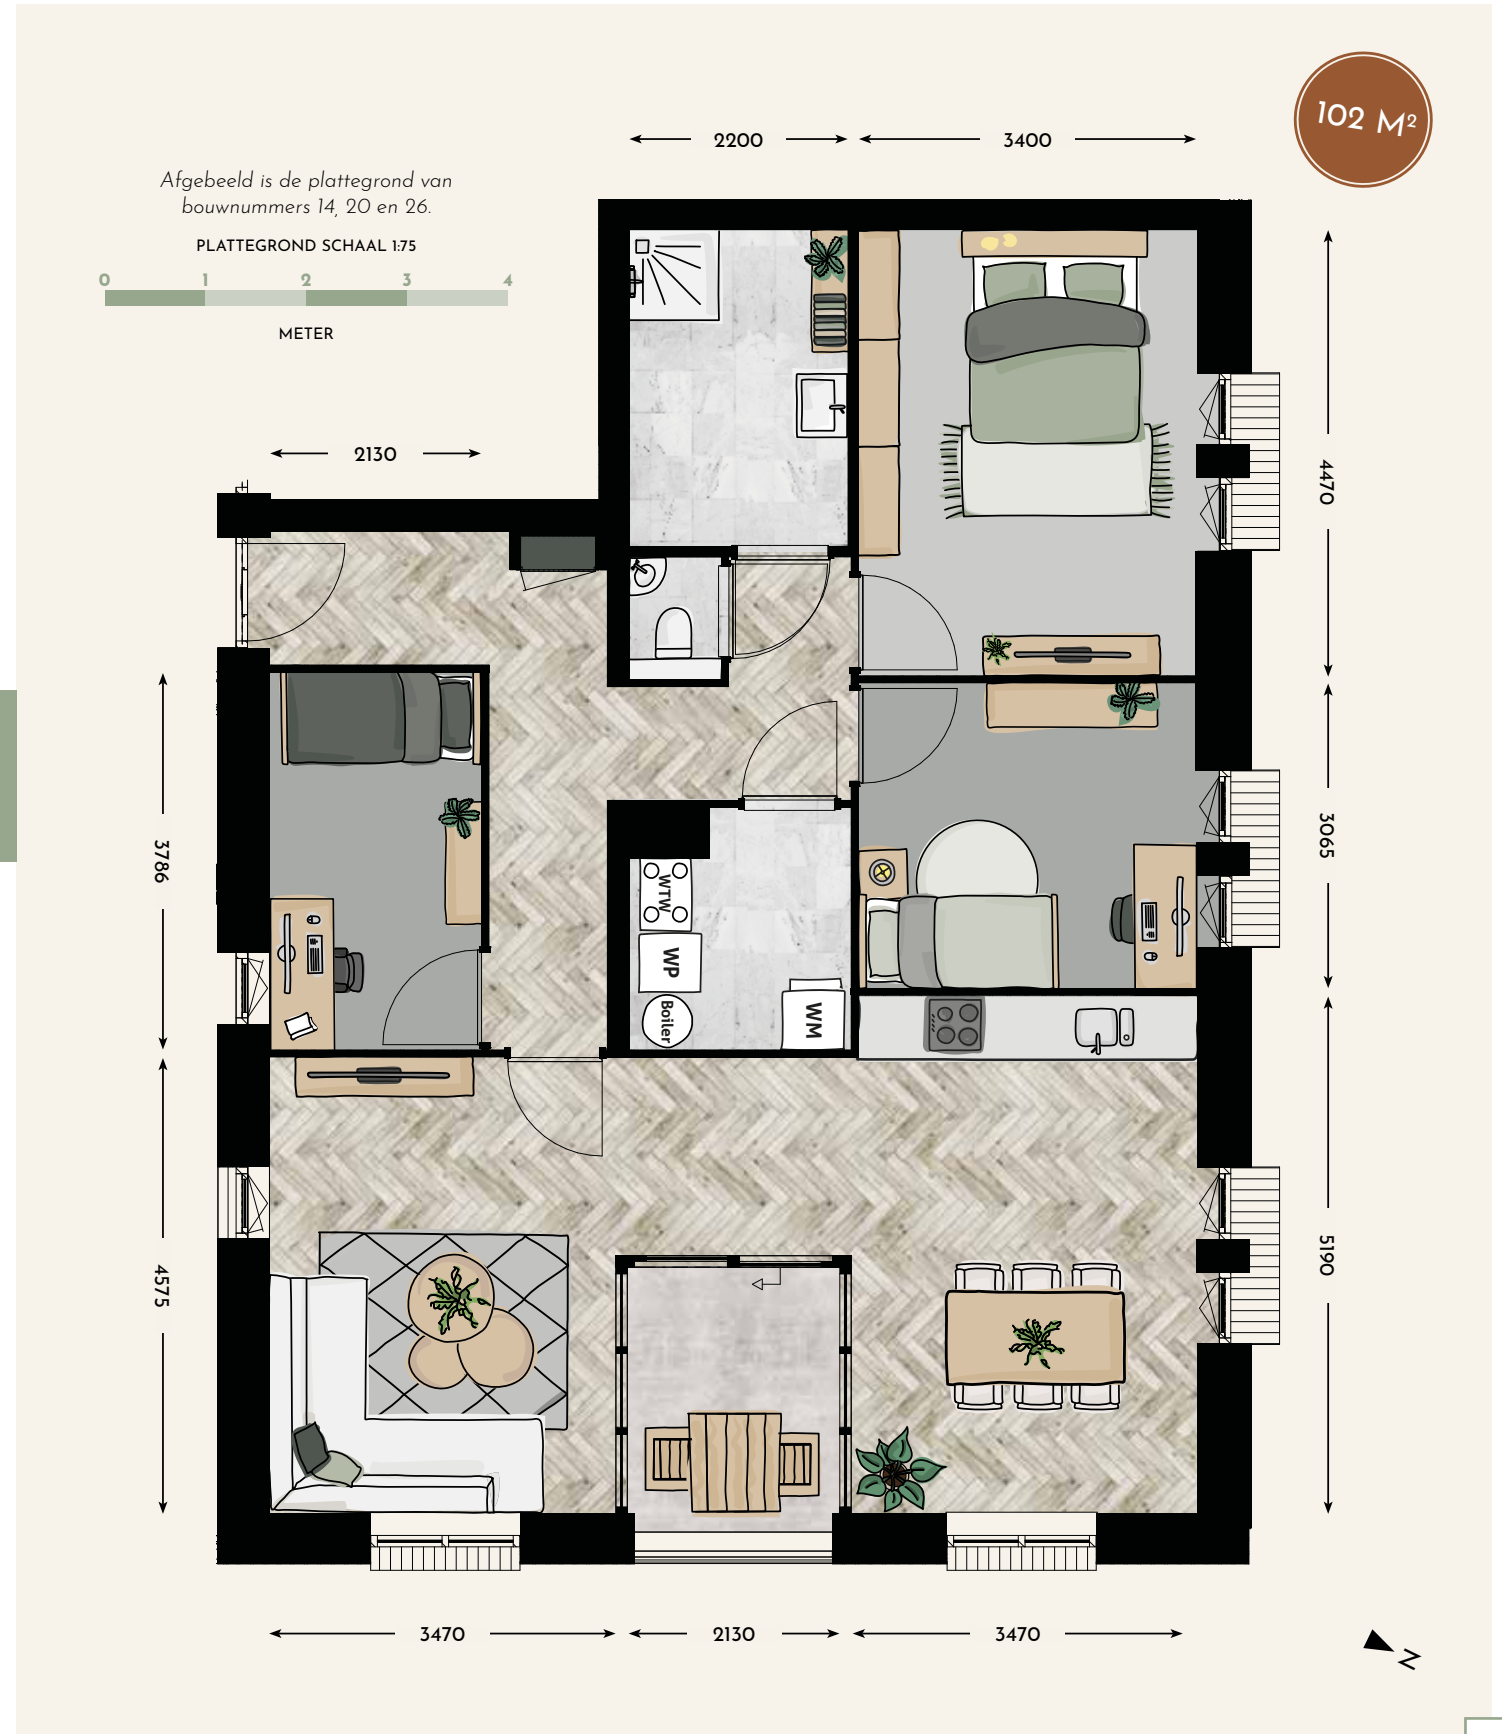 102 M²
2200
3400
Afgebeeld is de plattegrond van
bouwnummers 14, 20 en 26.
PLATTEGROND SCHAAL 1:75
0 1 2 3 4
METER
2130
4470
3786
3065
WTW
WP
Boiler
WM
4575
5190
3470
2130
3470
N